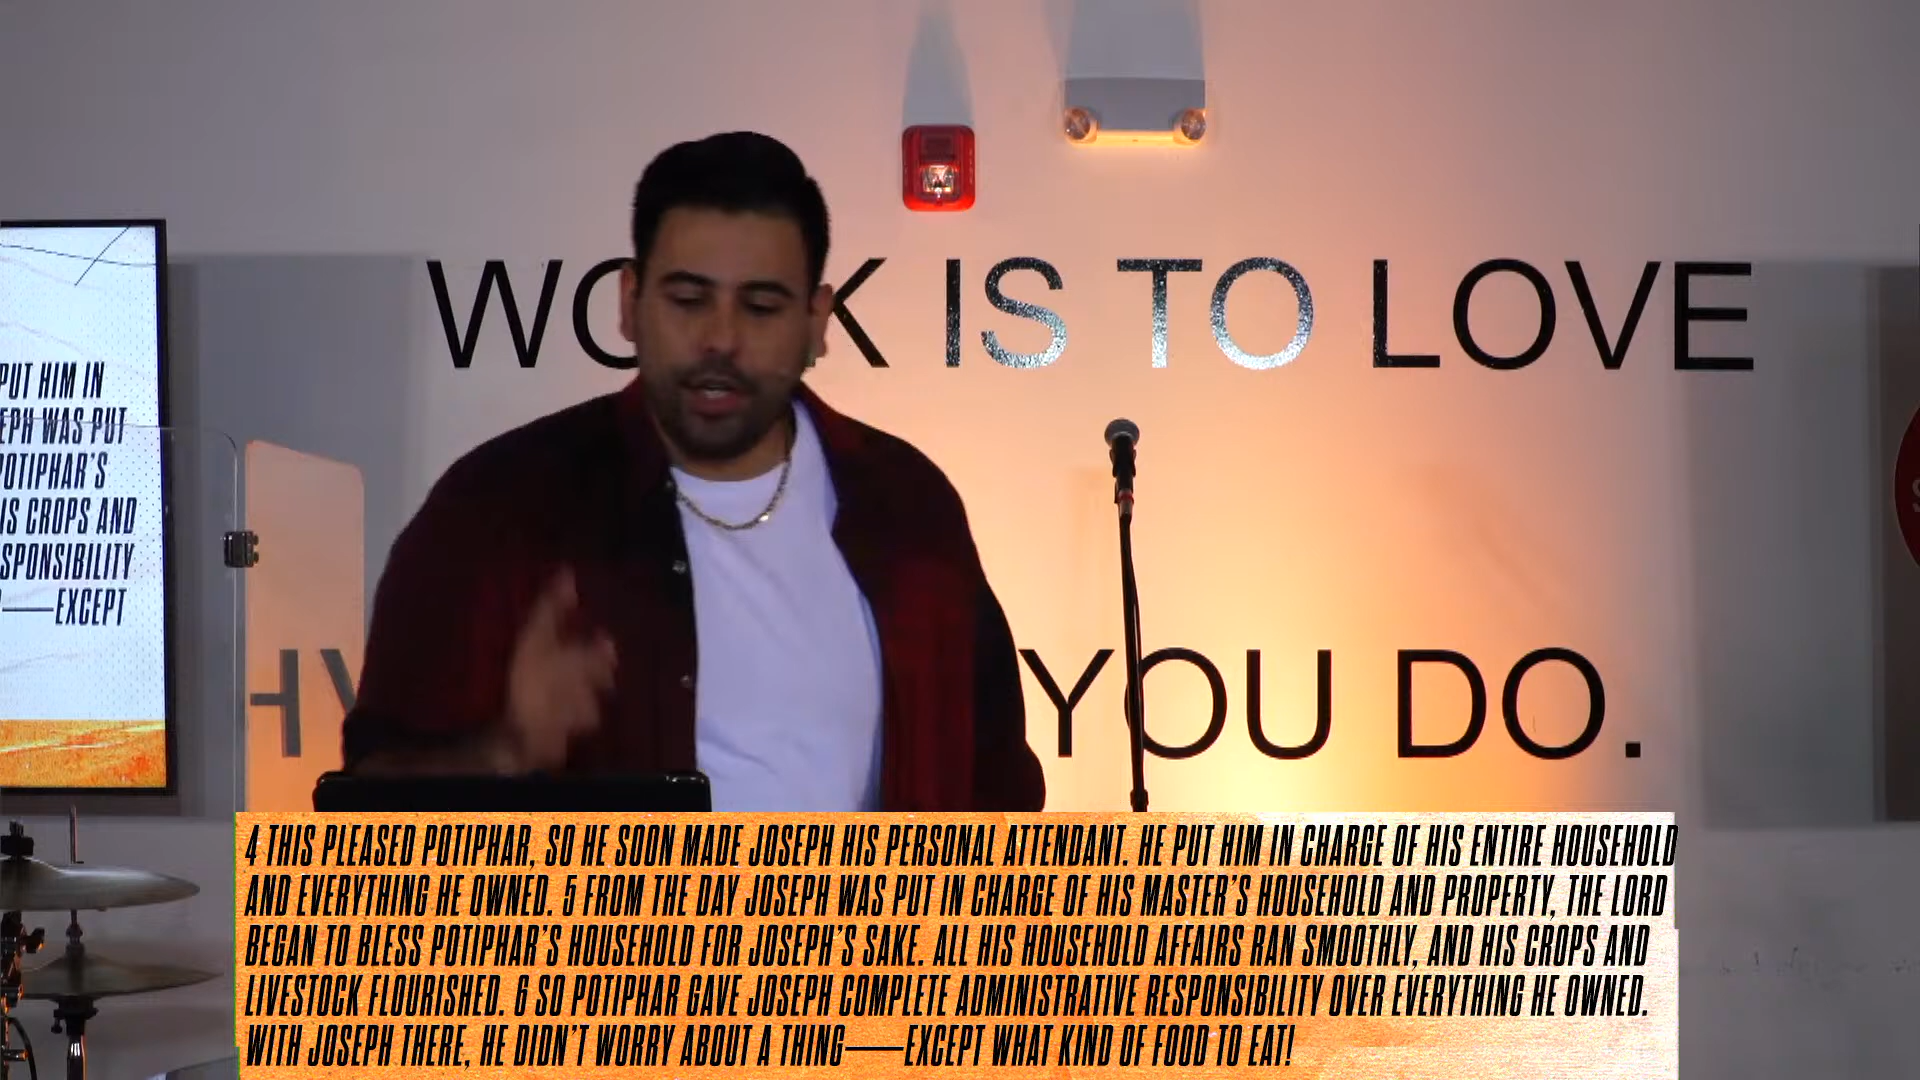 WO K IS TO LOVE
PUT HIM IN
EPH WAS PUT
POTIPHAR'S
IS CROPS AND
SPONSIBILITY
——EXCEPT
HY YOU DO.
4 THIS PLEASED POTIPHAR, SO HE SOON MADE JOSEPH HIS PERSONAL ATTENDANT. HE PUT HIM IN CHARGE OF HIS ENTIRE HOUSEHOLD
AND EVERYTHING HE OWNED. 5 FROM THE DAY JOSEPH WAS PUT IN CHARGE OF HIS MASTER'S HOUSEHOLD AND PROPERTY, THE LORD
BEGAN TO BLESS POTIPHAR'S HOUSEHOLD FOR JOSEPH'S SAKE. ALL HIS HOUSEHOLD AFFAIRS RAN SMOOTHLY, AND HIS CROPS AND
LIVESTOCK FLOURISHED. 6 SO POTIPHAR GAVE JOSEPH COMPLETE ADMINISTRATIVE RESPONSIBILITY OVER EVERYTHING HE OWNED.
WITH JOSEPH THERE, HE DIDN'T WORRY ABOUT A THING——EXCEPT WHAT KIND OF FOOD TO EAT!